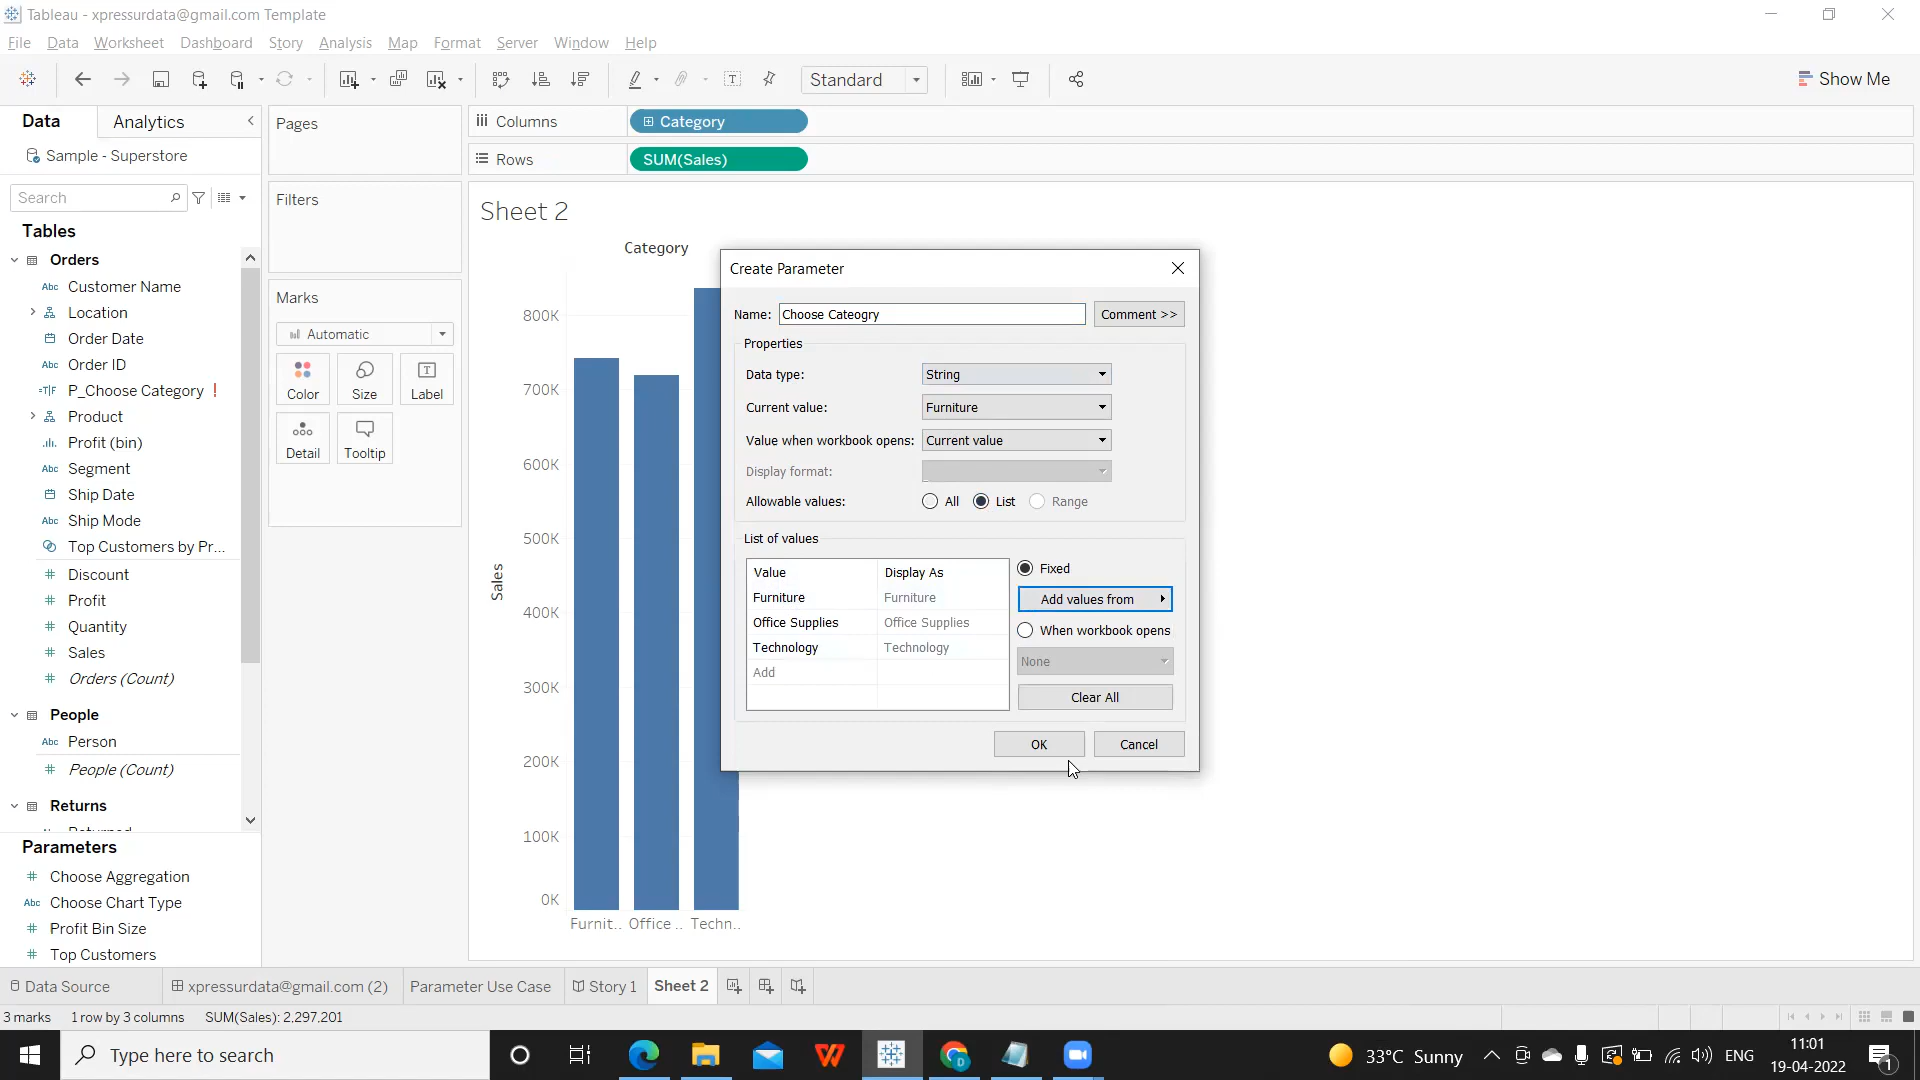 Tableau - xpressurdata@gmail.com Template
File Data Worksheet Dashboard Story Analysis Map Format Server Window Help
Standard
Show Me
Data Analytics
Sample - Superstore
Search
Tables
Orders
Abc Customer Name
Location
Order Date
Abc Order ID
=T|F P_Choose Category !
Product
Profit (bin)
Abc Segment
Ship Date
Abc Ship Mode
Top Customers by Pr...
# Discount
# Profit
# Quantity
# Sales
# Orders (Count)
People
Abc Person
# People (Count)
Returns
Parameters
# Choose Aggregation
Abc Choose Chart Type
# Profit Bin Size
# Top Customers
Pages
Filters
Marks
Automatic
Color Size Label
Detail Tooltip
Columns Category
Rows SUM(Sales)
Sheet 2
Category
800K
700K
600K
500K
400K
300K
200K
100K
0K
Sales
Furnit.. Office .. Techn..
Create Parameter
Name: Choose Cateogry Comment >>
Properties
Data type: String
Current value: Furniture
Value when workbook opens: Current value
Display format:
Allowable values: All List Range
List of values
Value Display As
Furniture Furniture
Office Supplies Office Supplies
Technology Technology
Add
Fixed
Add values from
When workbook opens
None
Clear All
OK Cancel
Data Source xpressurdata@gmail.com (2) Parameter Use Case Story 1 Sheet 2
3 marks 1 row by 3 columns SUM(Sales): 2,297,201
Type here to search
33°C Sunny
ENG
11:01
19-04-2022
1